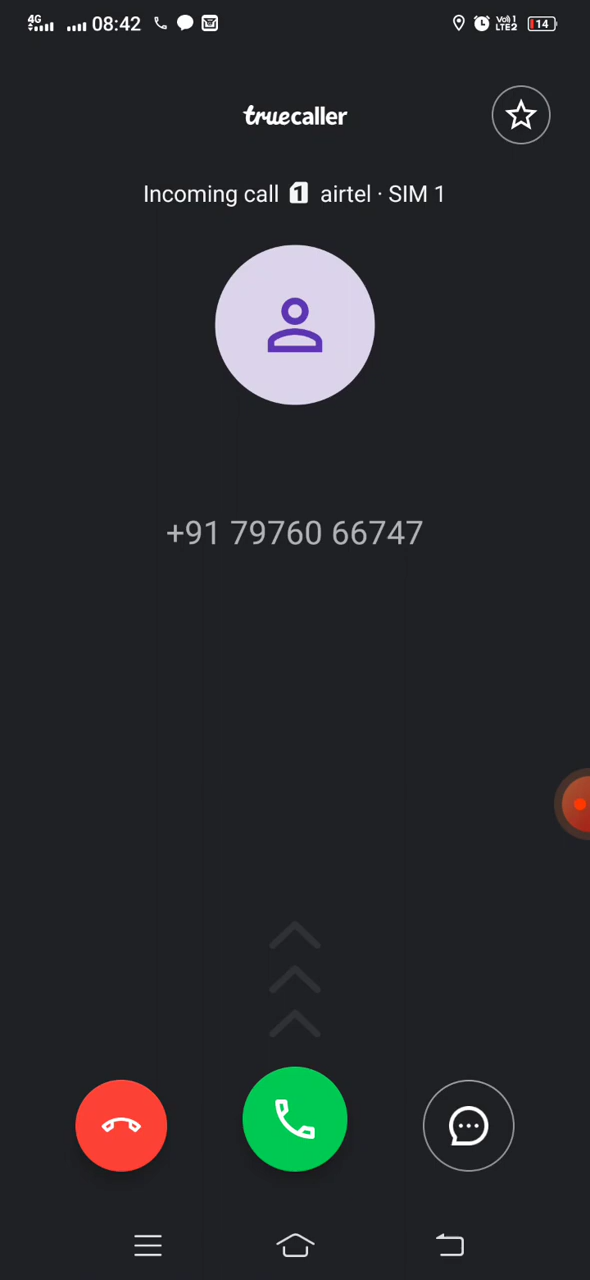 4G 08:42 Vo) 1 LTE2 14
truecaller
Incoming call 1 airtel · SIM 1
+91 79760 66747